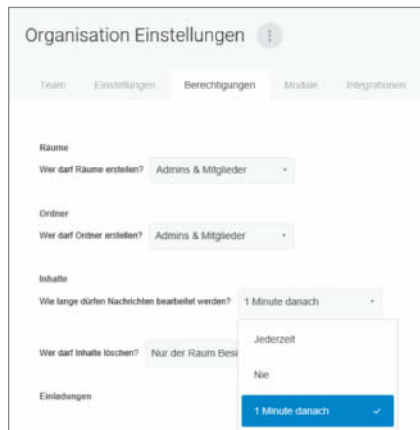 Organisation Einstellungen
Team Einstellungen Berechtigungen Module Integrationen
Räume
Wer darf Räume erstellen? Admins & Mitglieder
Ordner
Wer darf Ordner erstellen? Admins & Mitglieder
Inhalte
Wie lange dürfen Nachrichten bearbeitet werden? 1 Minute danach
Jederzeit
Wer darf Inhalte löschen? Nur der Raum Besi
Nie
Einladungen
1 Minute danach